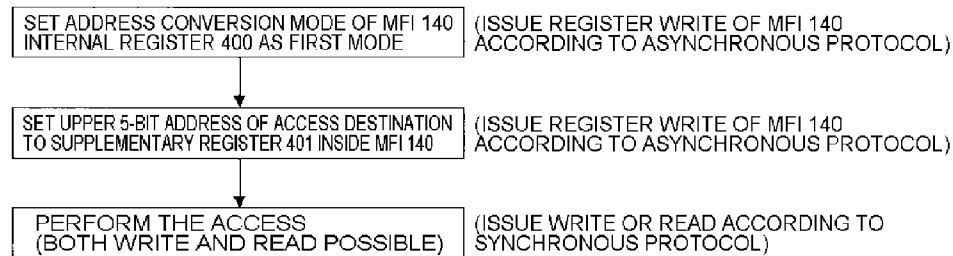 SET ADDRESS CONVERSION MODE OF MFI 140
INTERNAL REGISTER 400 AS FIRST MODE
(ISSUE REGISTER WRITE OF MFI 140
ACCORDING TO ASYNCHRONOUS PROTOCOL)
SET UPPER 5-BIT ADDRESS OF ACCESS DESTINATION
TO SUPPLEMENTARY REGISTER 401 INSIDE MFI 140
(ISSUE REGISTER WRITE OF MFI 140
ACCORDING TO ASYNCHRONOUS PROTOCOL)
PERFORM THE ACCESS
(BOTH WRITE AND READ POSSIBLE)
(ISSUE WRITE OR READ ACCORDING TO
SYNCHRONOUS PROTOCOL)